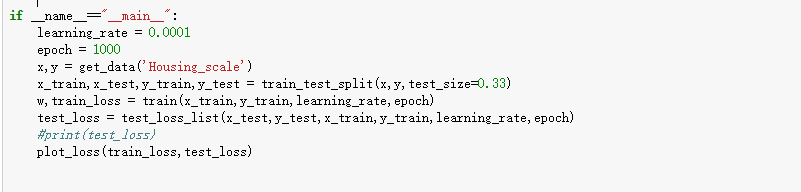 if __name__=="__main__":
    learning_rate = 0.0001
    epoch = 1000
    x,y = get_data('Housing_scale')
    x_train,x_test,y_train,y_test = train_test_split(x,y,test_size=0.33)
    w,train_loss = train(x_train,y_train,learning_rate,epoch)
    test_loss = test_loss_list(x_test,y_test,x_train,y_train,learning_rate,epoch)
    #print(test_loss)
    plot_loss(train_loss,test_loss)